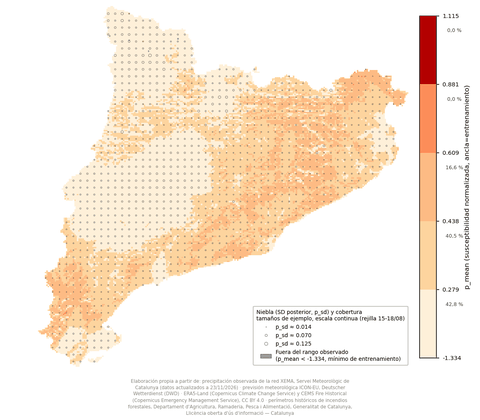 1.115
0,0 %
0.881
0,0 %
0.609
16,6 %
0.438
40,5 %
0.279
42,8 %
-1.334
p_mean (susceptibilidad normalizada, ancla=entrenamiento)
Niebla (SD posterior, p_sd) y cobertura
tamaños de ejemplo, escala continua (rejilla 15-18/08)
p_sd = 0.014
p_sd = 0.070
p_sd = 0.125
Fuera del rango observado
(p_mean < -1.334, mínimo de entrenamiento)
Elaboración propia a partir de: precipitación observada de la red XEMA, Servei Meteorològic de
Catalunya (datos actualizados a 23/11/2026) · previsión meteorológica ICON-EU, Deutscher
Wetterdienst (DWD) · ERA5-Land (Copernicus Climate Change Service) y CEMS Fire Historical
(Copernicus Emergency Management Service), CC BY 4.0 · perímetros históricos de incendios
forestales, Departament d'Agricultura, Ramaderia, Pesca i Alimentació, Generalitat de Catalunya,
Llicència oberta d'ús d'informació — Catalunya